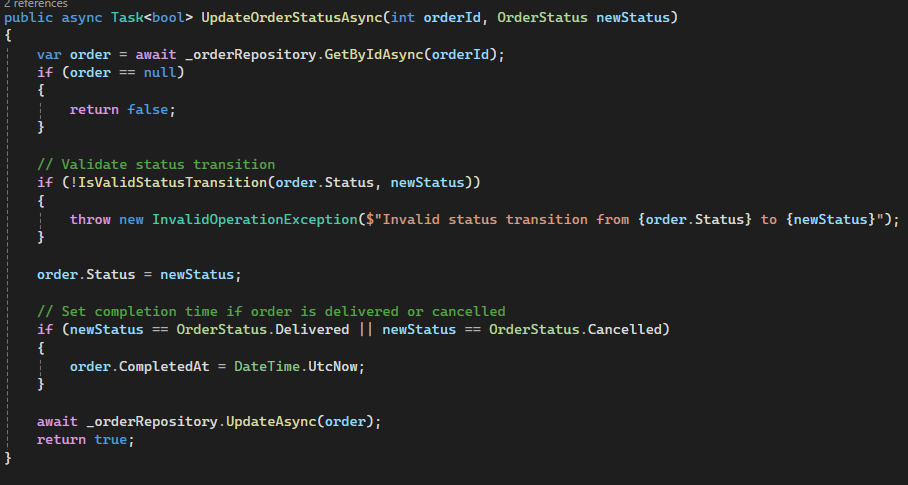 2 references
public async Task<bool> UpdateOrderStatusAsync(int orderId, OrderStatus newStatus)
{
    var order = await _orderRepository.GetByIdAsync(orderId);
    if (order == null)
    {
        return false;
    }

    // Validate status transition
    if (!IsValidStatusTransition(order.Status, newStatus))
    {
        throw new InvalidOperationException($"Invalid status transition from {order.Status} to {newStatus}");
    }

    order.Status = newStatus;

    // Set completion time if order is delivered or cancelled
    if (newStatus == OrderStatus.Delivered || newStatus == OrderStatus.Cancelled)
    {
        order.CompletedAt = DateTime.UtcNow;
    }

    await _orderRepository.UpdateAsync(order);
    return true;
}